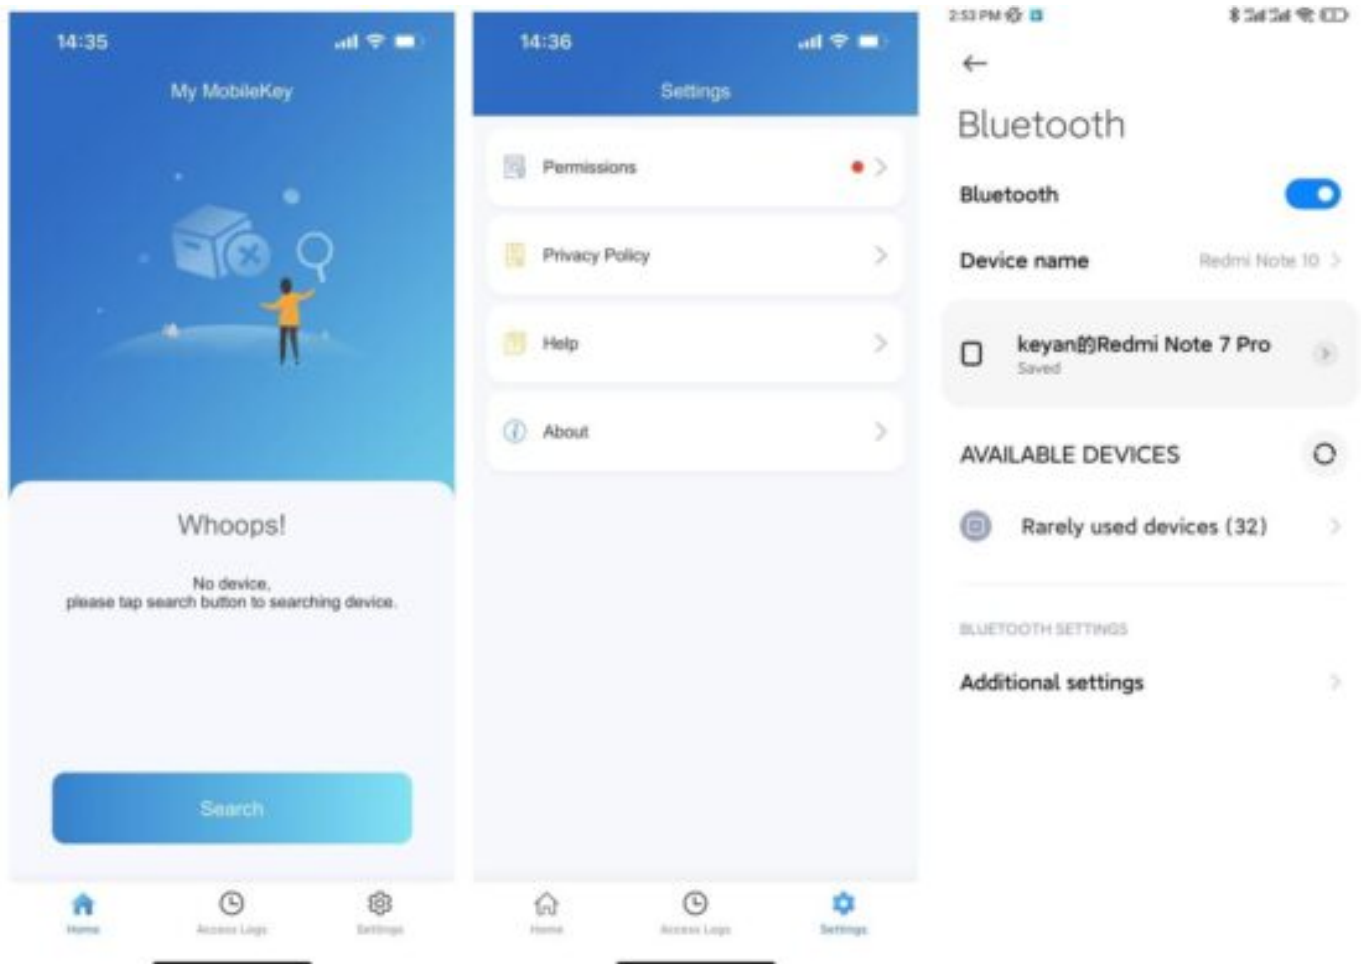 14:35
My MobileKey
Whoops!
No device,
please tap search button to searching device.
Search
Home
Access Logs
Settings
14:36
Settings
Permissions
Privacy Policy
Help
About
Home
Access Logs
Settings
2:53 PM
Bluetooth
Bluetooth
Device name
Redmi Note 10
keyan的Redmi Note 7 Pro
Saved
AVAILABLE DEVICES
Rarely used devices (32)
BLUETOOTH SETTINGS
Additional settings